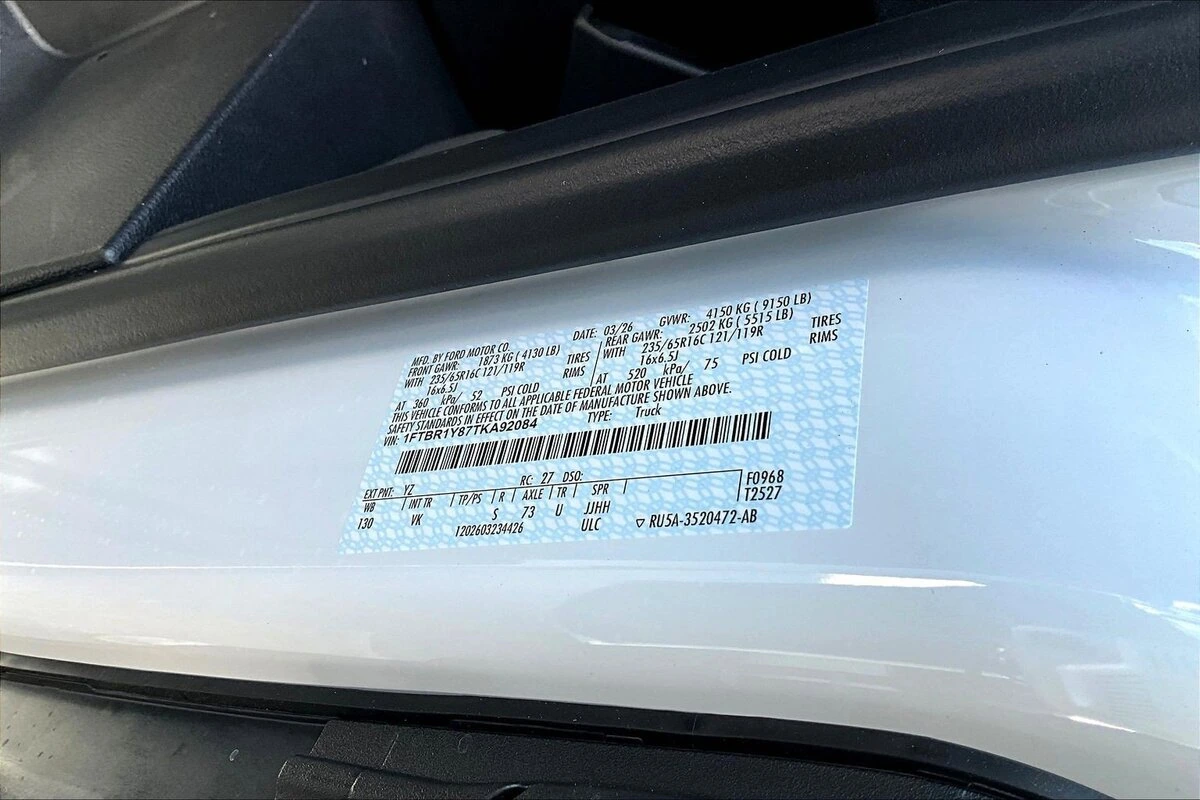 MFD. BY FORD MOTOR CO. DATE: 03/26 GVWR: 4150 KG ( 9150 LB)
FRONT GAWR: 1873 KG ( 4130 LB) REAR GAWR: 2502 KG ( 5515 LB)
WITH 235/65R16C 121/119R TIRES WITH 235/65R16C 121/119R TIRES
16x6.5J RIMS 16x6.5J RIMS
AT 360 kPa/ 52 PSI COLD AT 520 kPa/ 75 PSI COLD
THIS VEHICLE CONFORMS TO ALL APPLICABLE FEDERAL MOTOR VEHICLE
SAFETY STANDARDS IN EFFECT ON THE DATE OF MANUFACTURE SHOWN ABOVE.
VIN: 1FTBR1Y87TKA92084 TYPE: Truck
EXT PNT: YZ RC: 27 DSO: F0968
WB INT TR TP/PS R AXLE TR SPR T2527
130 VK S 73 U JJHH
1202603234426 ULC RU5A-3520472-AB